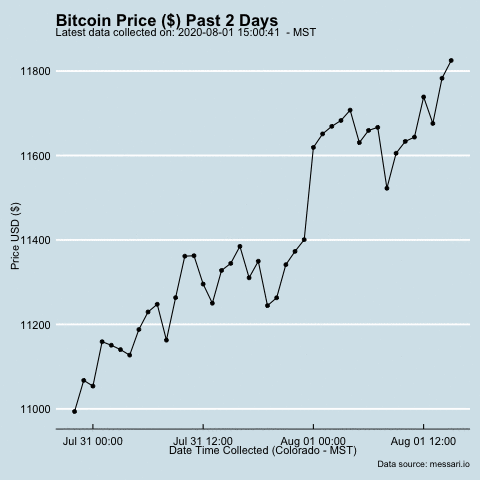 Bitcoin Price ($) Past 2 Days
Latest data collected on: 2020-08-01 15:00:41  - MST
11800
11600
11400
11200
11000
Price USD ($)
Jul 31 00:00
Jul 31 12:00
Aug 01 00:00
Aug 01 12:00
Date Time Collected (Colorado - MST)
Data source: messari.io